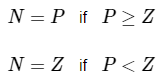 N = P if P ≥ Z
N = Z if P < Z